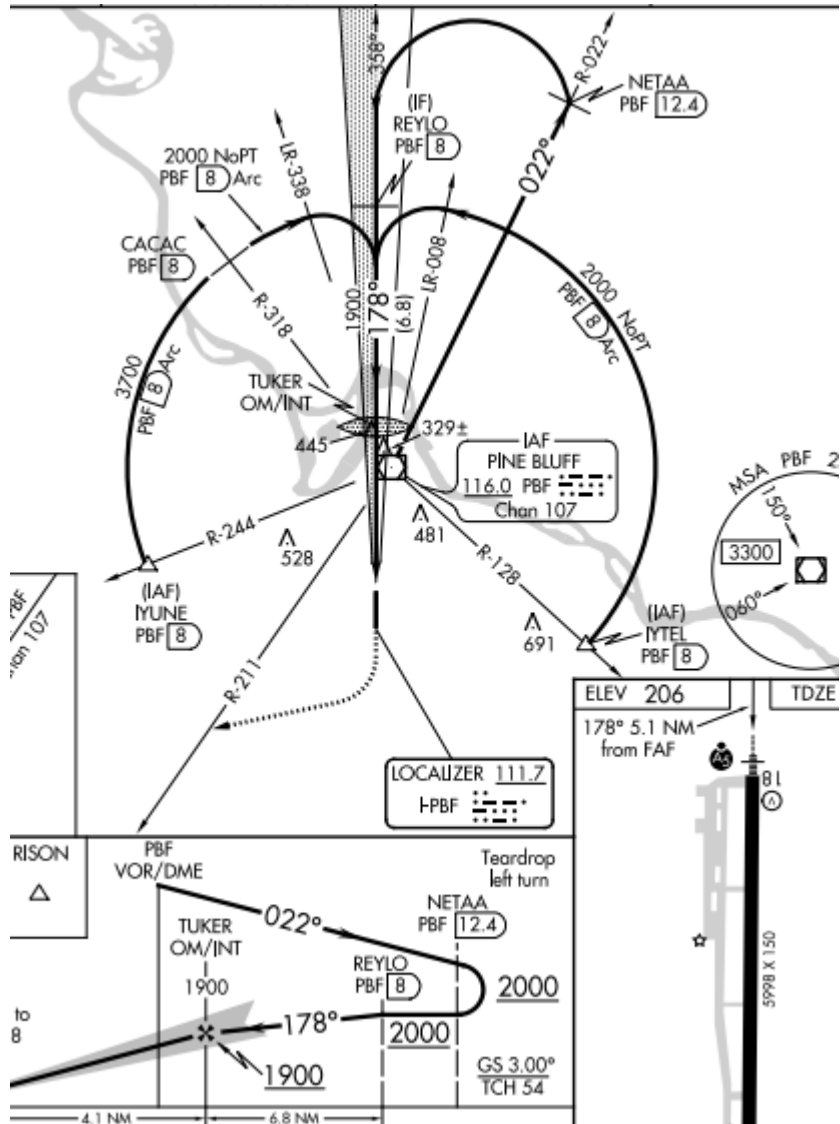 358°
R-022
NETAA
PBF 12.4
(IF)
REYLO
PBF 8
022°
2000 NoPT
PBF 8 Arc
LR-338
CACAC
PBF 8
R-318
1900
178°
(6.8)
LR-008
2000 NoPT
PBF 8 Arc
3700
PBF 8 Arc
TUKER
OM/INT
445
329±
IAF
PINE BLUFF
116.0 PBF
Chan 107
MSA PBF 2
150°
3300
060°
R-244
528
481
R-128
(IAF)
IYUNE
PBF 8
691
(IAF)
IYTEL
PBF 8
PBF
han 107
R-211
LOCALIZER 111.7
I-PBF
ELEV 206
TDZE
178° 5.1 NM
from FAF
A5
18
V
5998 X 150
RISON
PBF
VOR/DME
Teardrop
left turn
022°
NETAA
PBF 12.4
TUKER
OM/INT
1900
REYLO
PBF 8
2000
178°
2000
to
8
1900
GS 3.00°
TCH 54
4.1 NM
6.8 NM